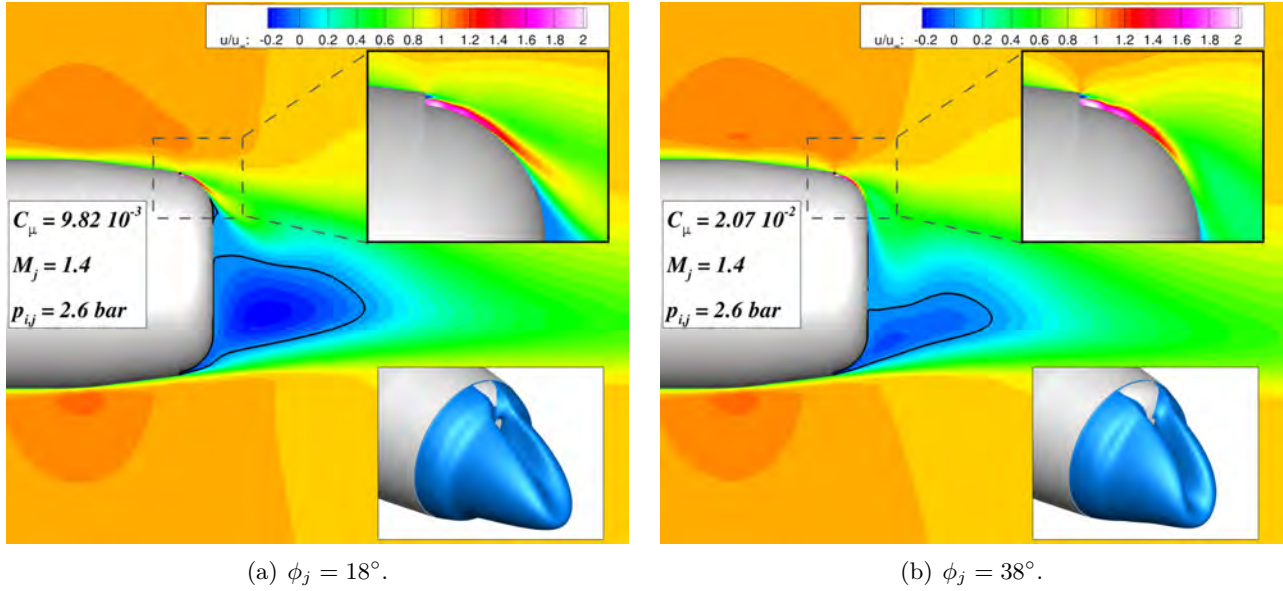 u/u∞: -0.2 0 0.2 0.4 0.6 0.8 1 1.2 1.4 1.6 1.8 2
C_μ = 9.82 10⁻³
M_j = 1.4
p_{i,j} = 2.6 bar
(a) ϕ_j = 18°.
u/u∞: -0.2 0 0.2 0.4 0.6 0.8 1 1.2 1.4 1.6 1.8 2
C_μ = 2.07 10⁻²
M_j = 1.4
p_{i,j} = 2.6 bar
(b) ϕ_j = 38°.